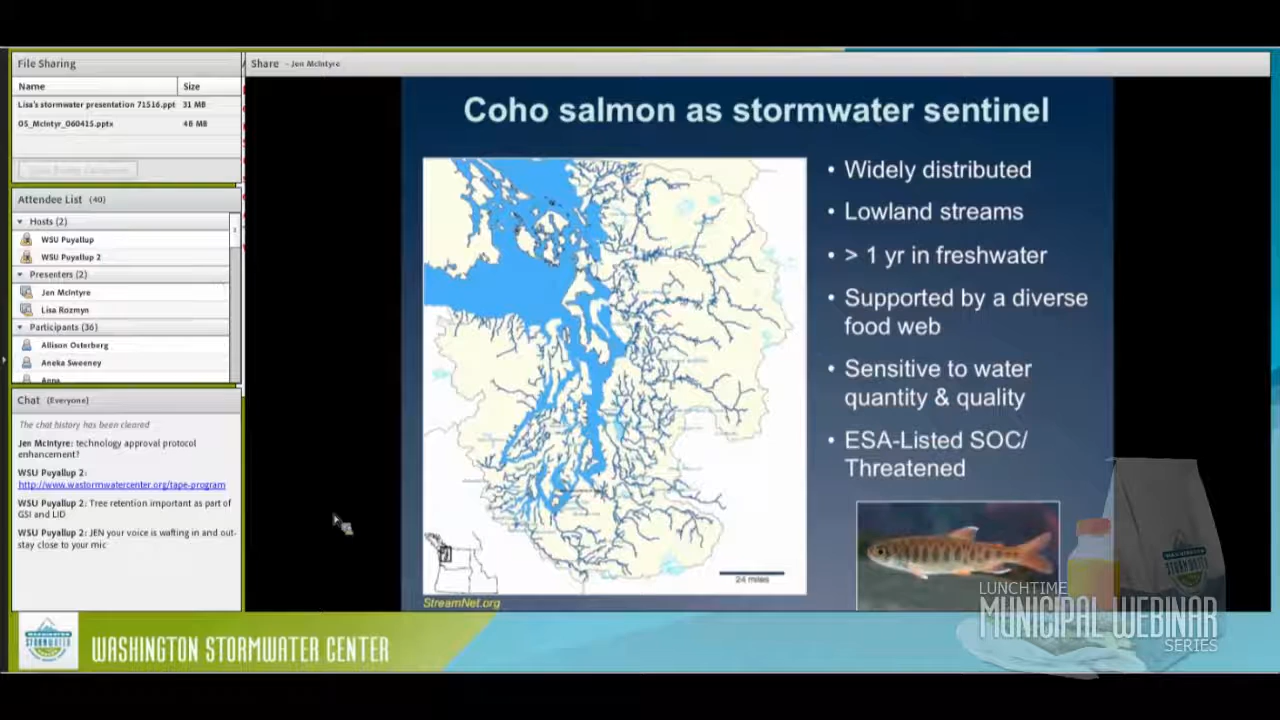 File Sharing
Name
Size
Lisa's stormwater presentation 71516.ppt 31 MB
OS_McIntyr_060415.pptx 48 MB
Attendee List (40)
Hosts (2)
WSU Puyallup
WSU Puyallup 2
Presenters (2)
Jen McIntyre
Lisa Rozmyn
Participants (36)
Allison Osterberg
Aneka Sweeney
Anna
Chat (Everyone)
The chat history has been cleared
Jen McIntyre: technology approval protocol
enhancement?
WSU Puyallup 2:
http://www.wastormwatercenter.org/tape-program
WSU Puyallup 2: Tree retention important as part of
GSI and LID
WSU Puyallup 2: JEN your voice is wafting in and out-
stay close to your mic
Share - Jen McIntyre
Coho salmon as stormwater sentinel
• Widely distributed
• Lowland streams
• > 1 yr in freshwater
• Supported by a diverse
food web
• Sensitive to water
quantity & quality
• ESA-Listed SOC/
Threatened
24 miles
StreamNet.org
WASHINGTON
STORMWATER
WASHINGTON STORMWATER CENTER
LUNCHTIME
MUNICIPAL WEBINAR
SERIES